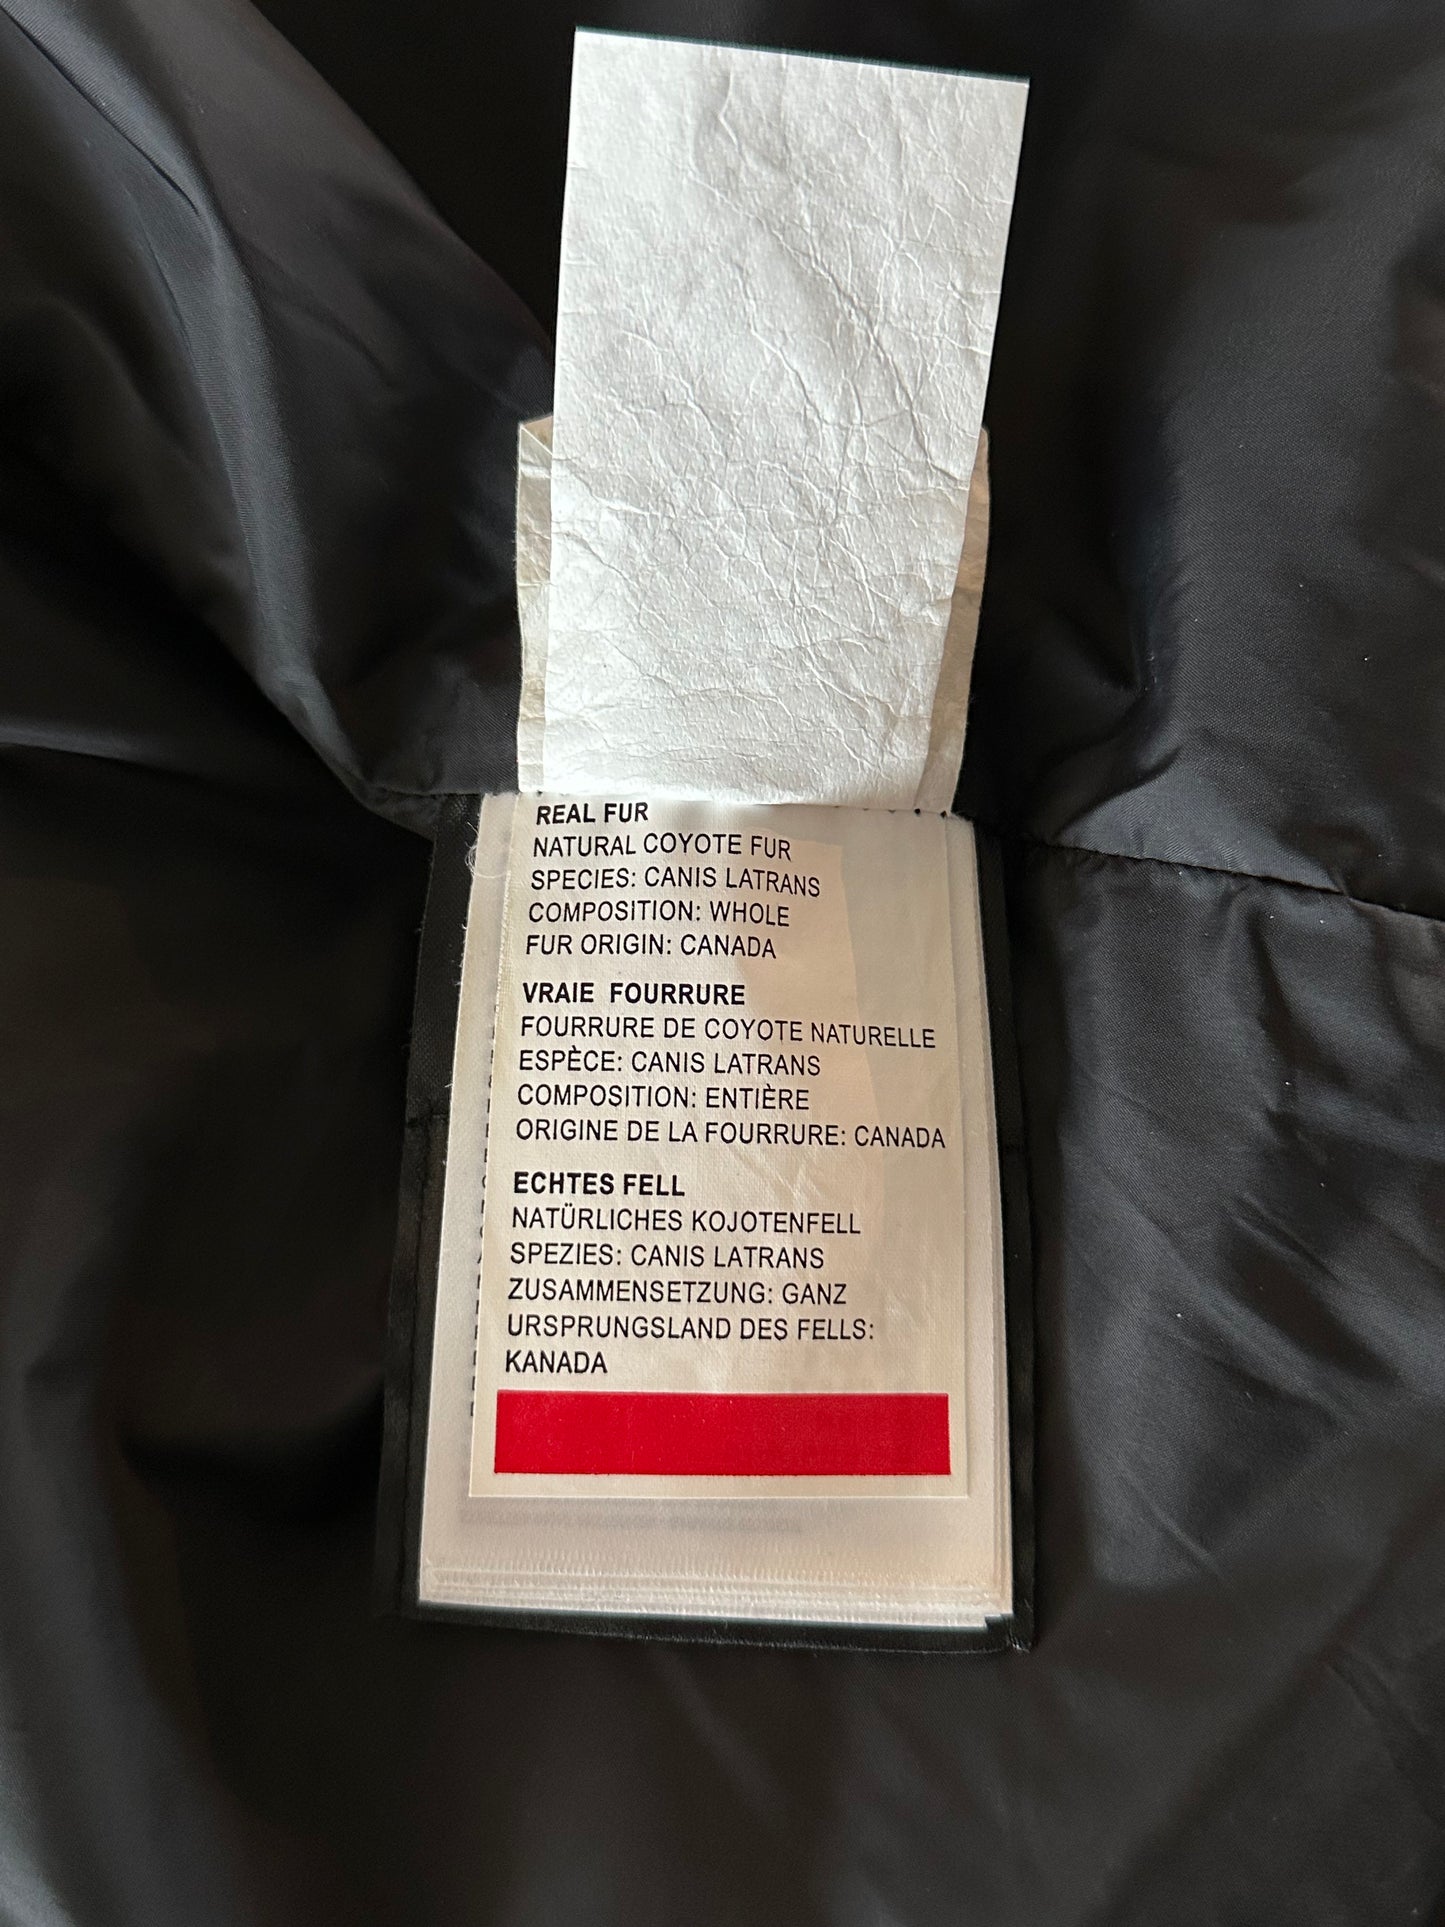 REAL FUR
NATURAL COYOTE FUR
SPECIES: CANIS LATRANS
COMPOSITION: WHOLE
FUR ORIGIN: CANADA
VRAIE FOURRURE
FOURRURE DE COYOTE NATURELLE
ESPÈCE: CANIS LATRANS
COMPOSITION: ENTIÈRE
ORIGINE DE LA FOURRURE: CANADA
ECHTES FELL
NATÜRLICHES KOJOTENFELL
SPEZIES: CANIS LATRANS
ZUSAMMENSETZUNG: GANZ
URSPRUNGSLAND DES FELLS:
KANADA